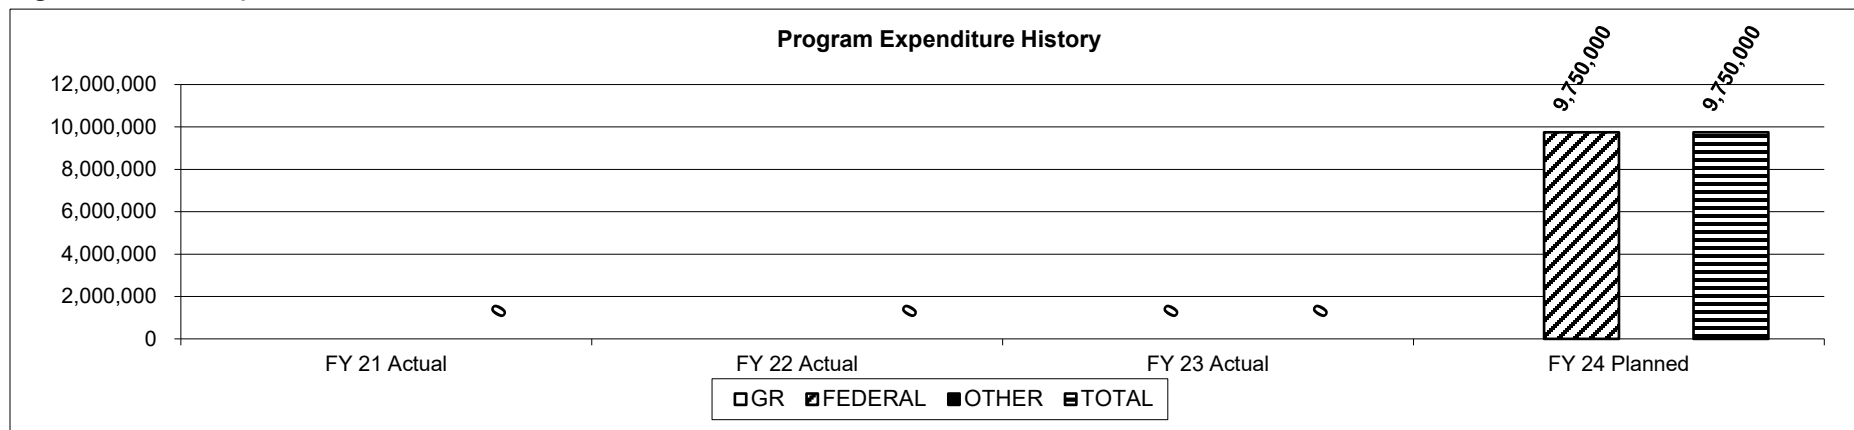 Program Expenditure History
9,750,000
9,750,000
12,000,000
10,000,000
8,000,000
6,000,000
4,000,000
2,000,000
0
0
0
0
0
FY 21 Actual
FY 22 Actual
FY 23 Actual
FY 24 Planned
GR FEDERAL OTHER TOTAL